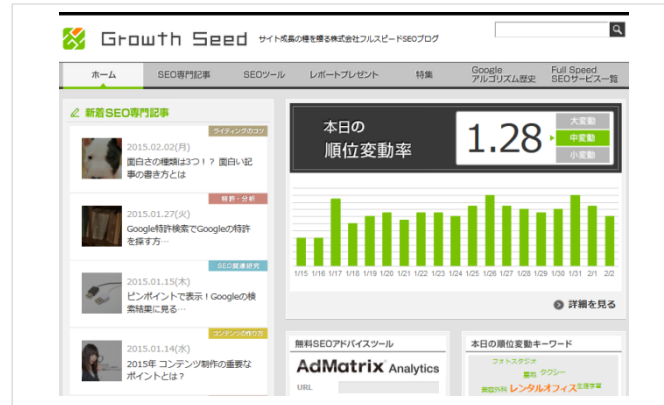 Growth Seed サイト成長の種を播る株式会社フルスピードSEOブログ
ホーム SEO専門記事 SEOツール レポートプレゼント 特集 Google アルゴリズム歴史 Full Speed SEOサービス一覧
新着SEO専門記事
ライティングのコツ
2015.02.02(月)
面白さの種類は3つ！？ 面白い記
事の書き方とは
特許・分析
2015.01.27(火)
Google特許検索でGoogleの特許
を探す方…
SEO関連研究
2015.01.15(木)
ピンポイントで表示！Googleの検
索結果に見る…
コンテンツの作り方
2015.01.14(水)
2015年 コンテンツ制作の重要な
ポイントとは？
本日の
順位変動率
1.28
大変動
中変動
小変動
1/15 1/16 1/17 1/18 1/19 1/20 1/21 1/22 1/23 1/24 1/25 1/26 1/27 1/28 1/29 1/30 1/31 2/1 2/2
詳細を見る
無料SEOアドバイスツール
AdMatrix Analytics
URL
本日の順位変動キーワード
フォトスタジオ
墓地 タクシー
美容外科 レンタルオフィス 生涯学習